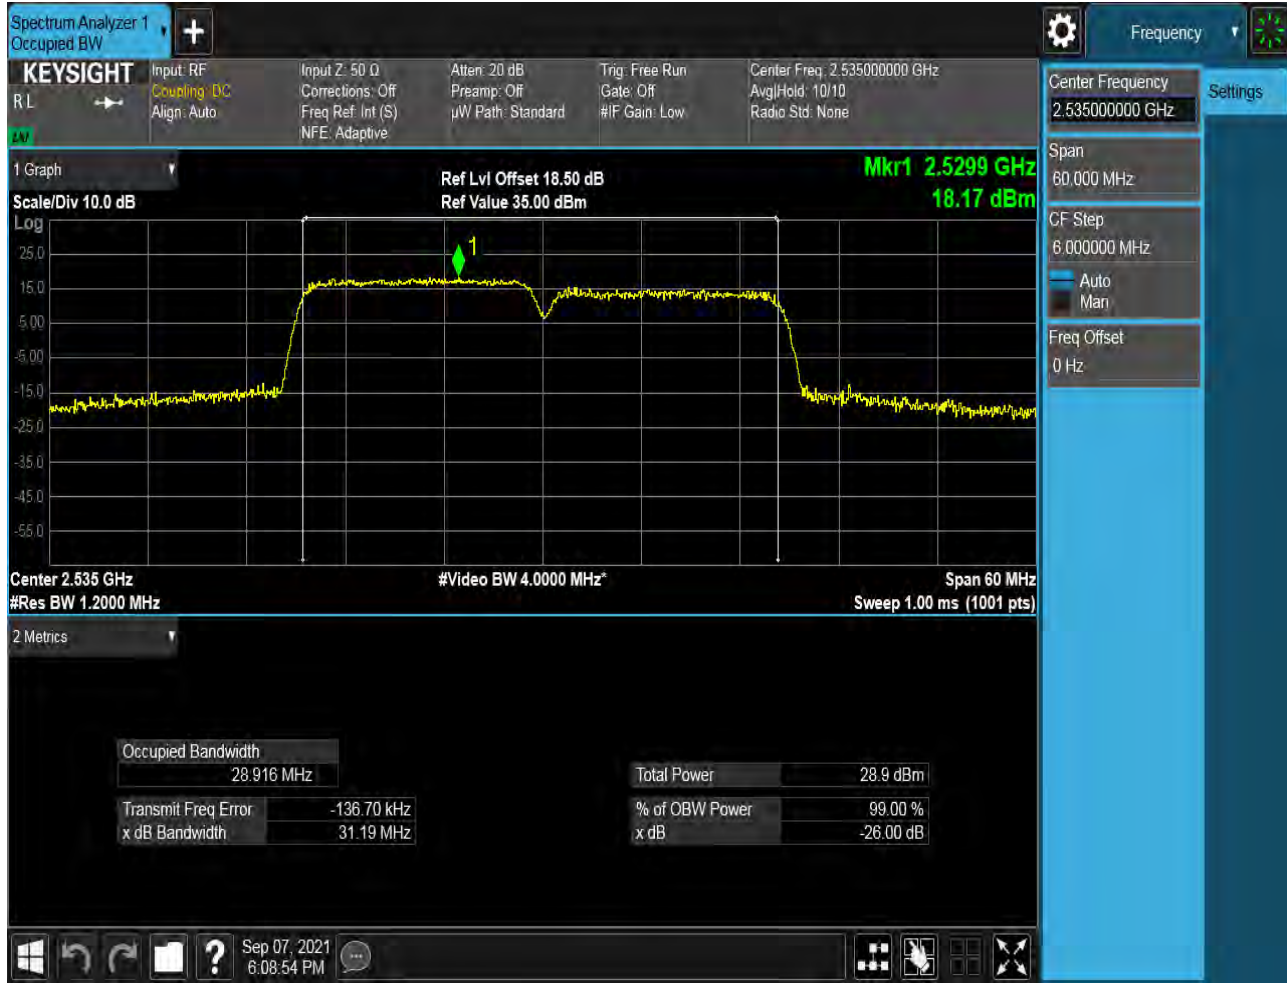 Spectrum Analyzer 1
Occupied BW
Frequency
KEYSIGHT
R L
LNI
Input: RF
Coupling: DC
Align: Auto
Input Z: 50 Ω
Corrections: Off
Freq Ref: Int (S)
NFE: Adaptive
Atten: 20 dB
Preamp: Off
µW Path: Standard
Trig: Free Run
Gate: Off
#IF Gain: Low
Center Freq: 2.535000000 GHz
Avg|Hold: 10/10
Radio Std: None
Center Frequency
2.535000000 GHz
Settings
Span
60.000 MHz
CF Step
6.000000 MHz
Auto
Man
Freq Offset
0 Hz
1 Graph
Scale/Div 10.0 dB
Ref Lvl Offset 18.50 dB
Ref Value 35.00 dBm
Mkr1 2.5299 GHz
18.17 dBm
Log
1
25.0
15.0
5.00
-5.00
-15.0
-25.0
-35.0
-45.0
-55.0
Center 2.535 GHz
#Res BW 1.2000 MHz
#Video BW 4.0000 MHz*
Span 60 MHz
Sweep 1.00 ms (1001 pts)
2 Metrics
Occupied Bandwidth
28.916 MHz
Transmit Freq Error -136.70 kHz
x dB Bandwidth 31.19 MHz
Total Power 28.9 dBm
% of OBW Power 99.00 %
x dB -26.00 dB
?
Sep 07, 2021
6:08:54 PM